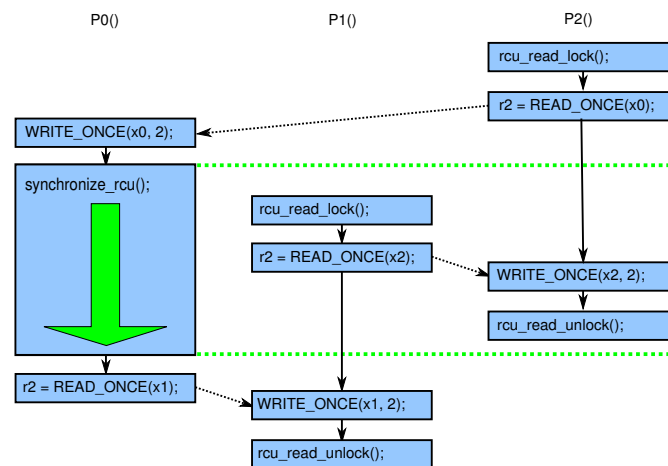 P0()
P1()
P2()
rcu_read_lock();
r2 = READ_ONCE(x0);
WRITE_ONCE(x0, 2);
synchronize_rcu();
rcu_read_lock();
r2 = READ_ONCE(x2);
WRITE_ONCE(x2, 2);
rcu_read_unlock();
r2 = READ_ONCE(x1);
WRITE_ONCE(x1, 2);
rcu_read_unlock();